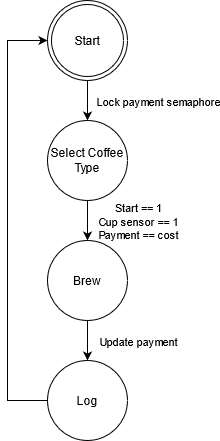 Start
Lock payment semaphore
Select Coffee
Type
Start == 1
Cup sensor == 1
Payment == cost
Brew
Update payment
Log